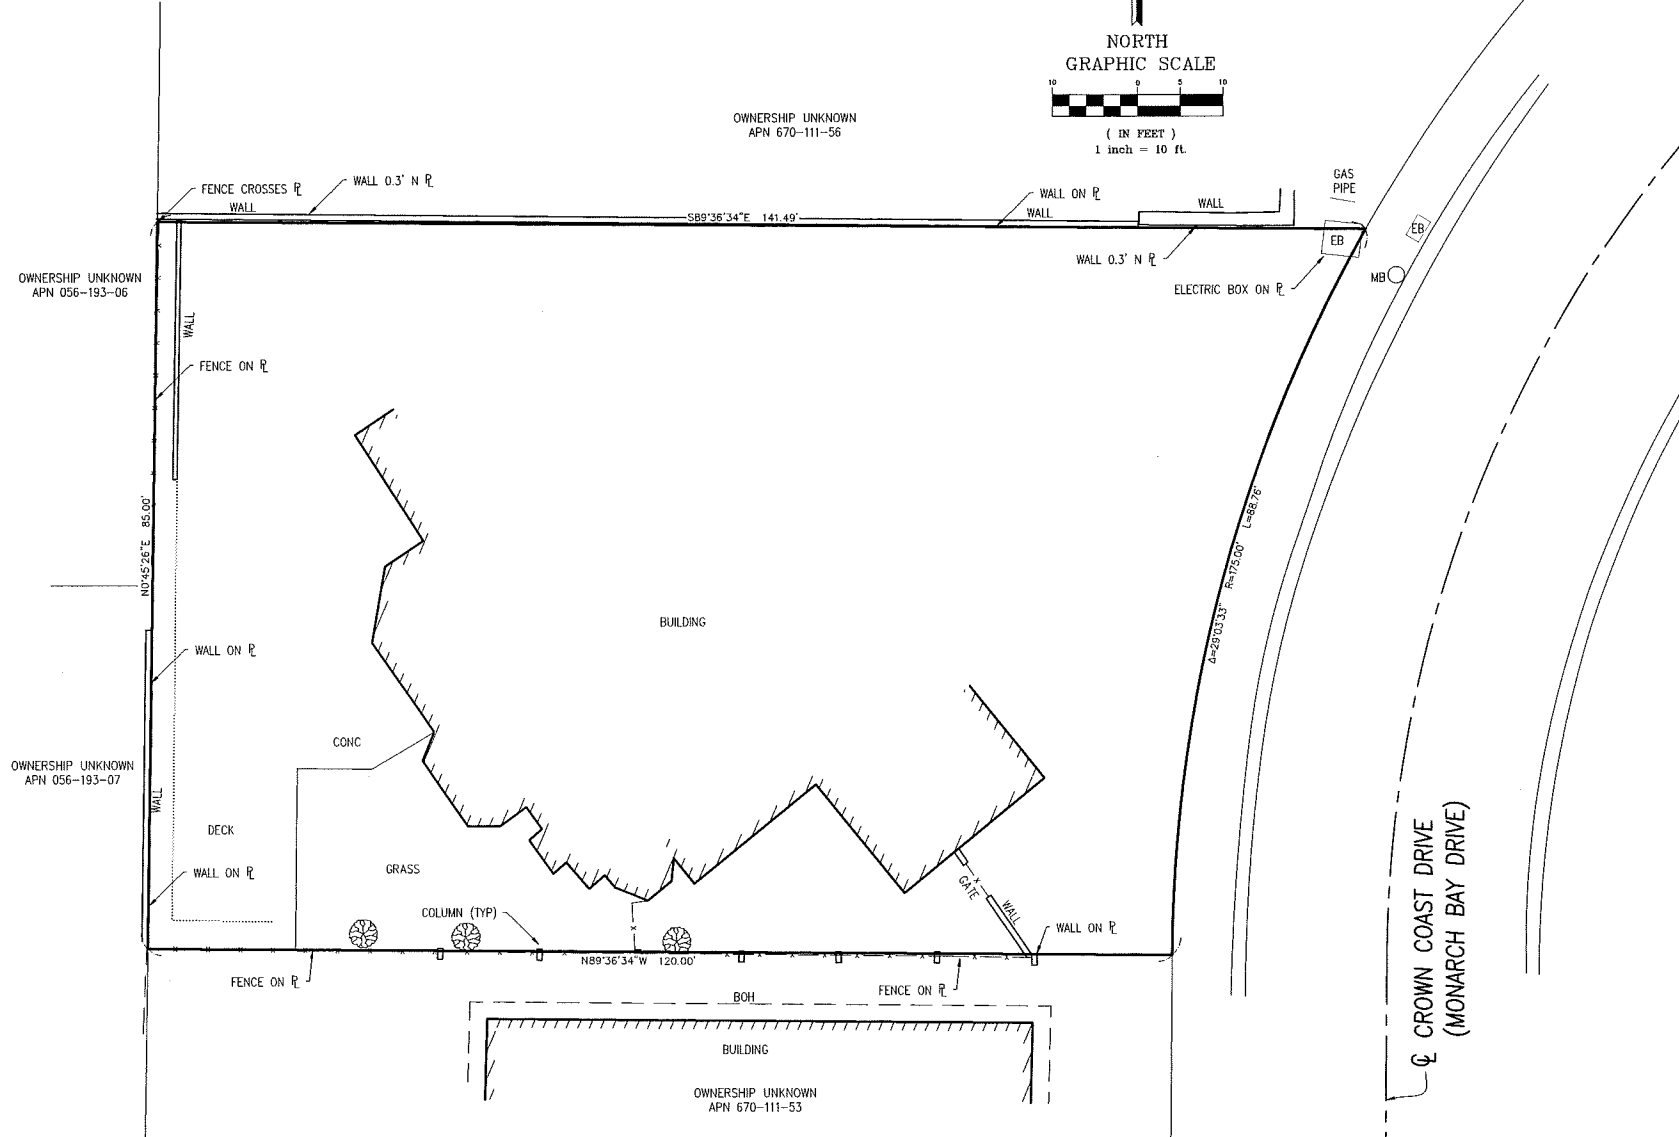 NORTH
GRAPHIC SCALE
10 0 5 10
( IN FEET )
1 inch = 10 ft.
OWNERSHIP UNKNOWN
APN 670-111-56
GAS
PIPE
FENCE CROSSES ⅊
WALL 0.3' N ⅊
WALL ON ⅊
WALL
WALL
WALL
S89°36'34"E 141.49'
EB
EB
MB
WALL 0.3' N ⅊
ELECTRIC BOX ON ⅊
OWNERSHIP UNKNOWN
APN 056-193-06
WALL
FENCE ON ⅊
N0°45'26"E 85.00'
Δ=29°03'33" R=175.00' L=88.76'
BUILDING
WALL ON ⅊
CONC
OWNERSHIP UNKNOWN
APN 056-193-07
WALL
DECK
GRASS
WALL ON ⅊
GATE
WALL
COLUMN (TYP)
WALL ON ⅊
N89°36'34"W 120.00'
FENCE ON ⅊
FENCE ON ⅊
BOH
BUILDING
OWNERSHIP UNKNOWN
APN 670-111-53
℄ CROWN COAST DRIVE
(MONARCH BAY DRIVE)